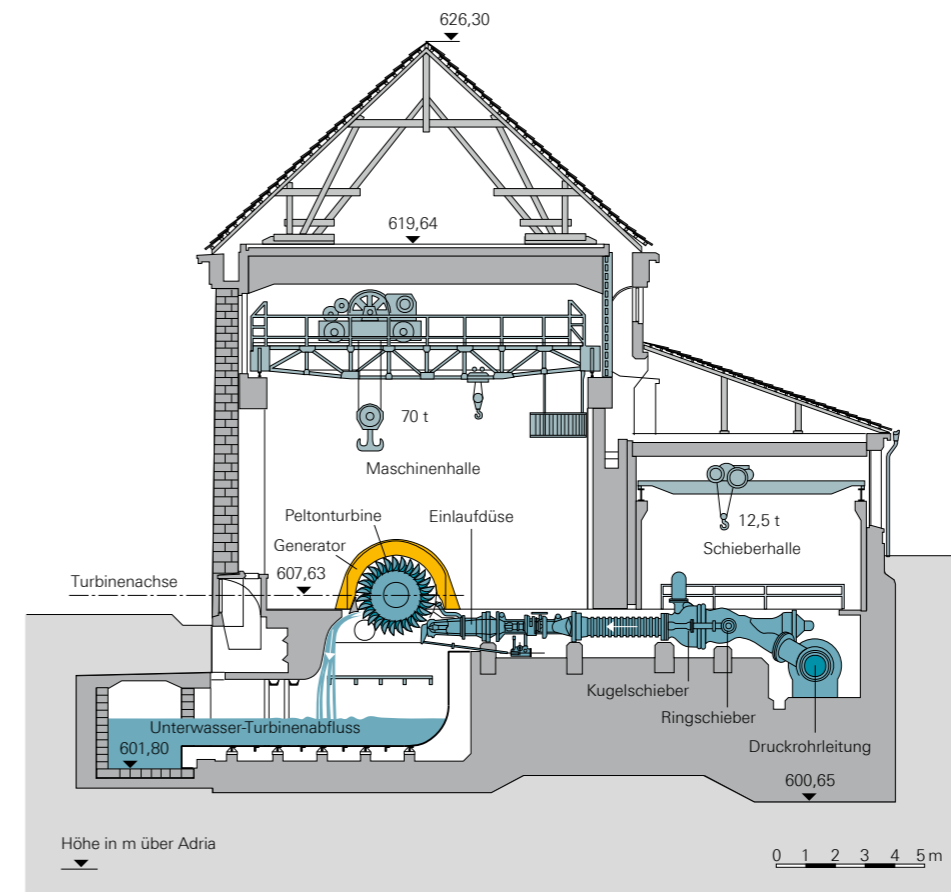 626,30
619,64
70 t
Maschinenhalle
12,5 t
Schieberhalle
Peltonturbine
Einlaufdüse
Generator
607,63
Turbinenachse
Kugelschieber
Ringschieber
Druckrohrleitung
Unterwasser-Turbinenabfluss
601,80
600,65
Höhe in m über Adria
0 1 2 3 4 5 m